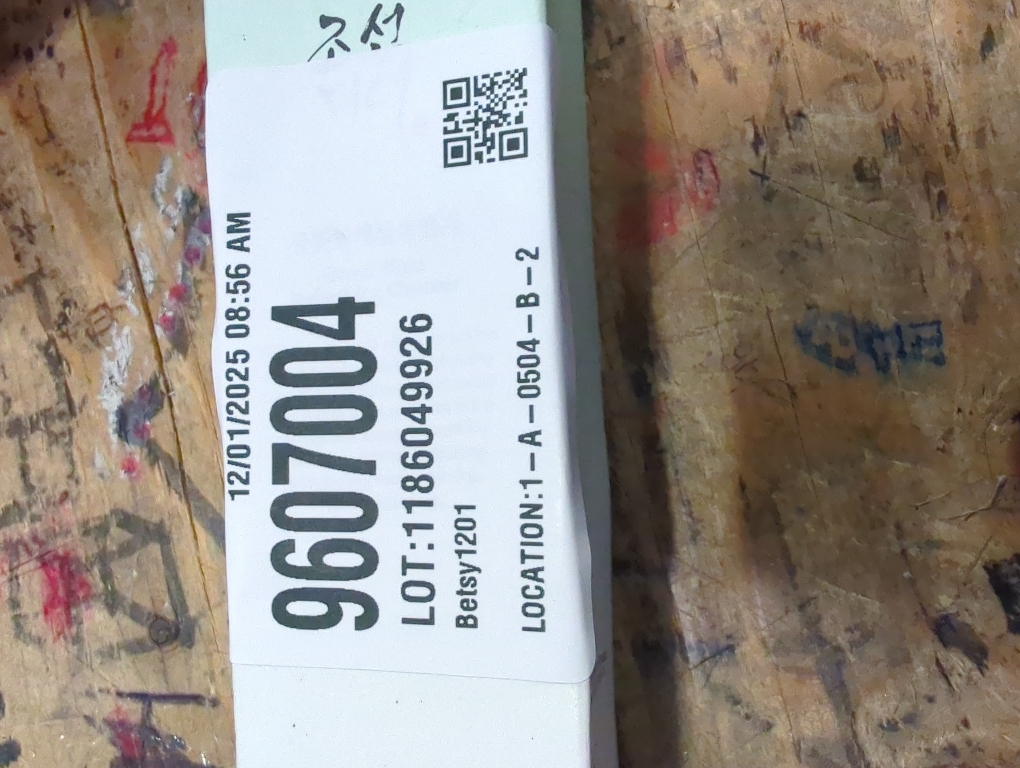 조선
12/01/2025 08:56 AM
9607004
LOT:1186049926
Betsy1201
LOCATION:1-A-0504-B-2